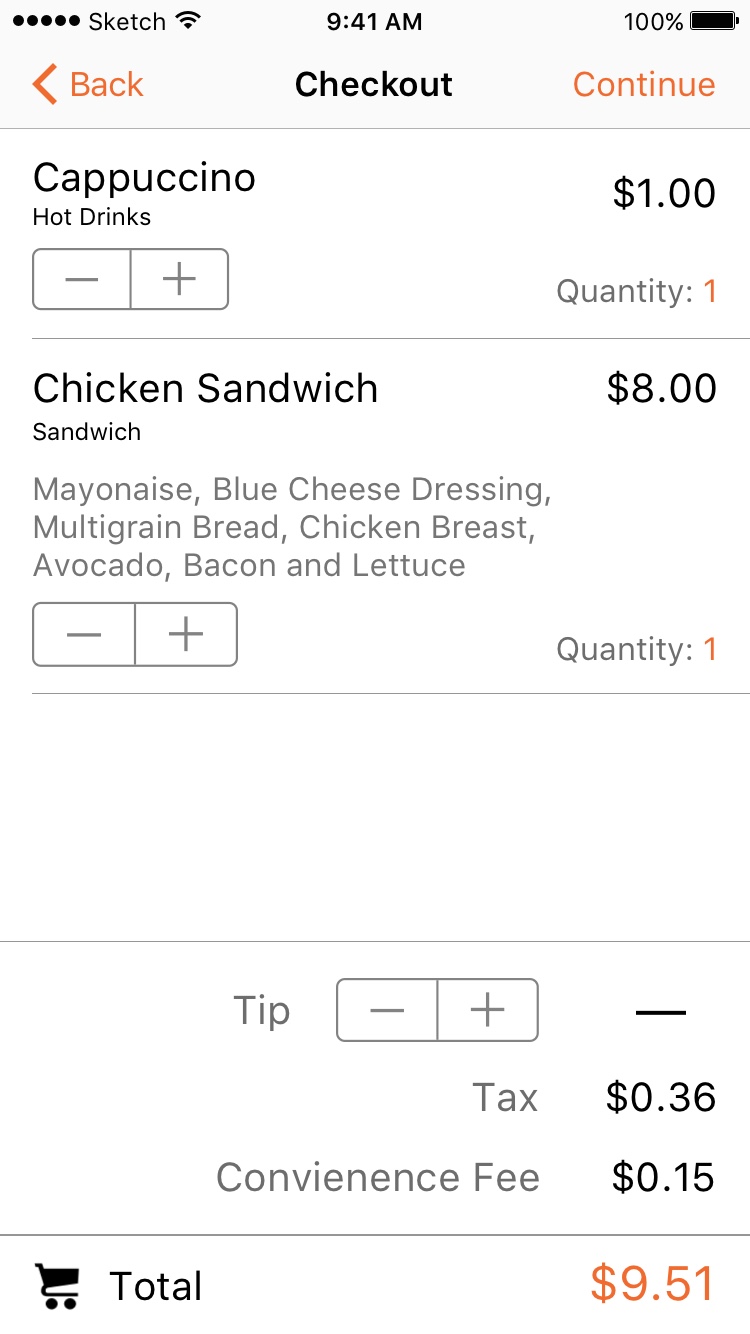 Sketch 9:41 AM 100%
Back Checkout Continue
Cappuccino $1.00
Hot Drinks
Quantity: 1
Chicken Sandwich $8.00
Sandwich
Mayonaise, Blue Cheese Dressing,
Multigrain Bread, Chicken Breast,
Avocado, Bacon and Lettuce
Quantity: 1
Tip —
Tax $0.36
Convienence Fee $0.15
Total $9.51